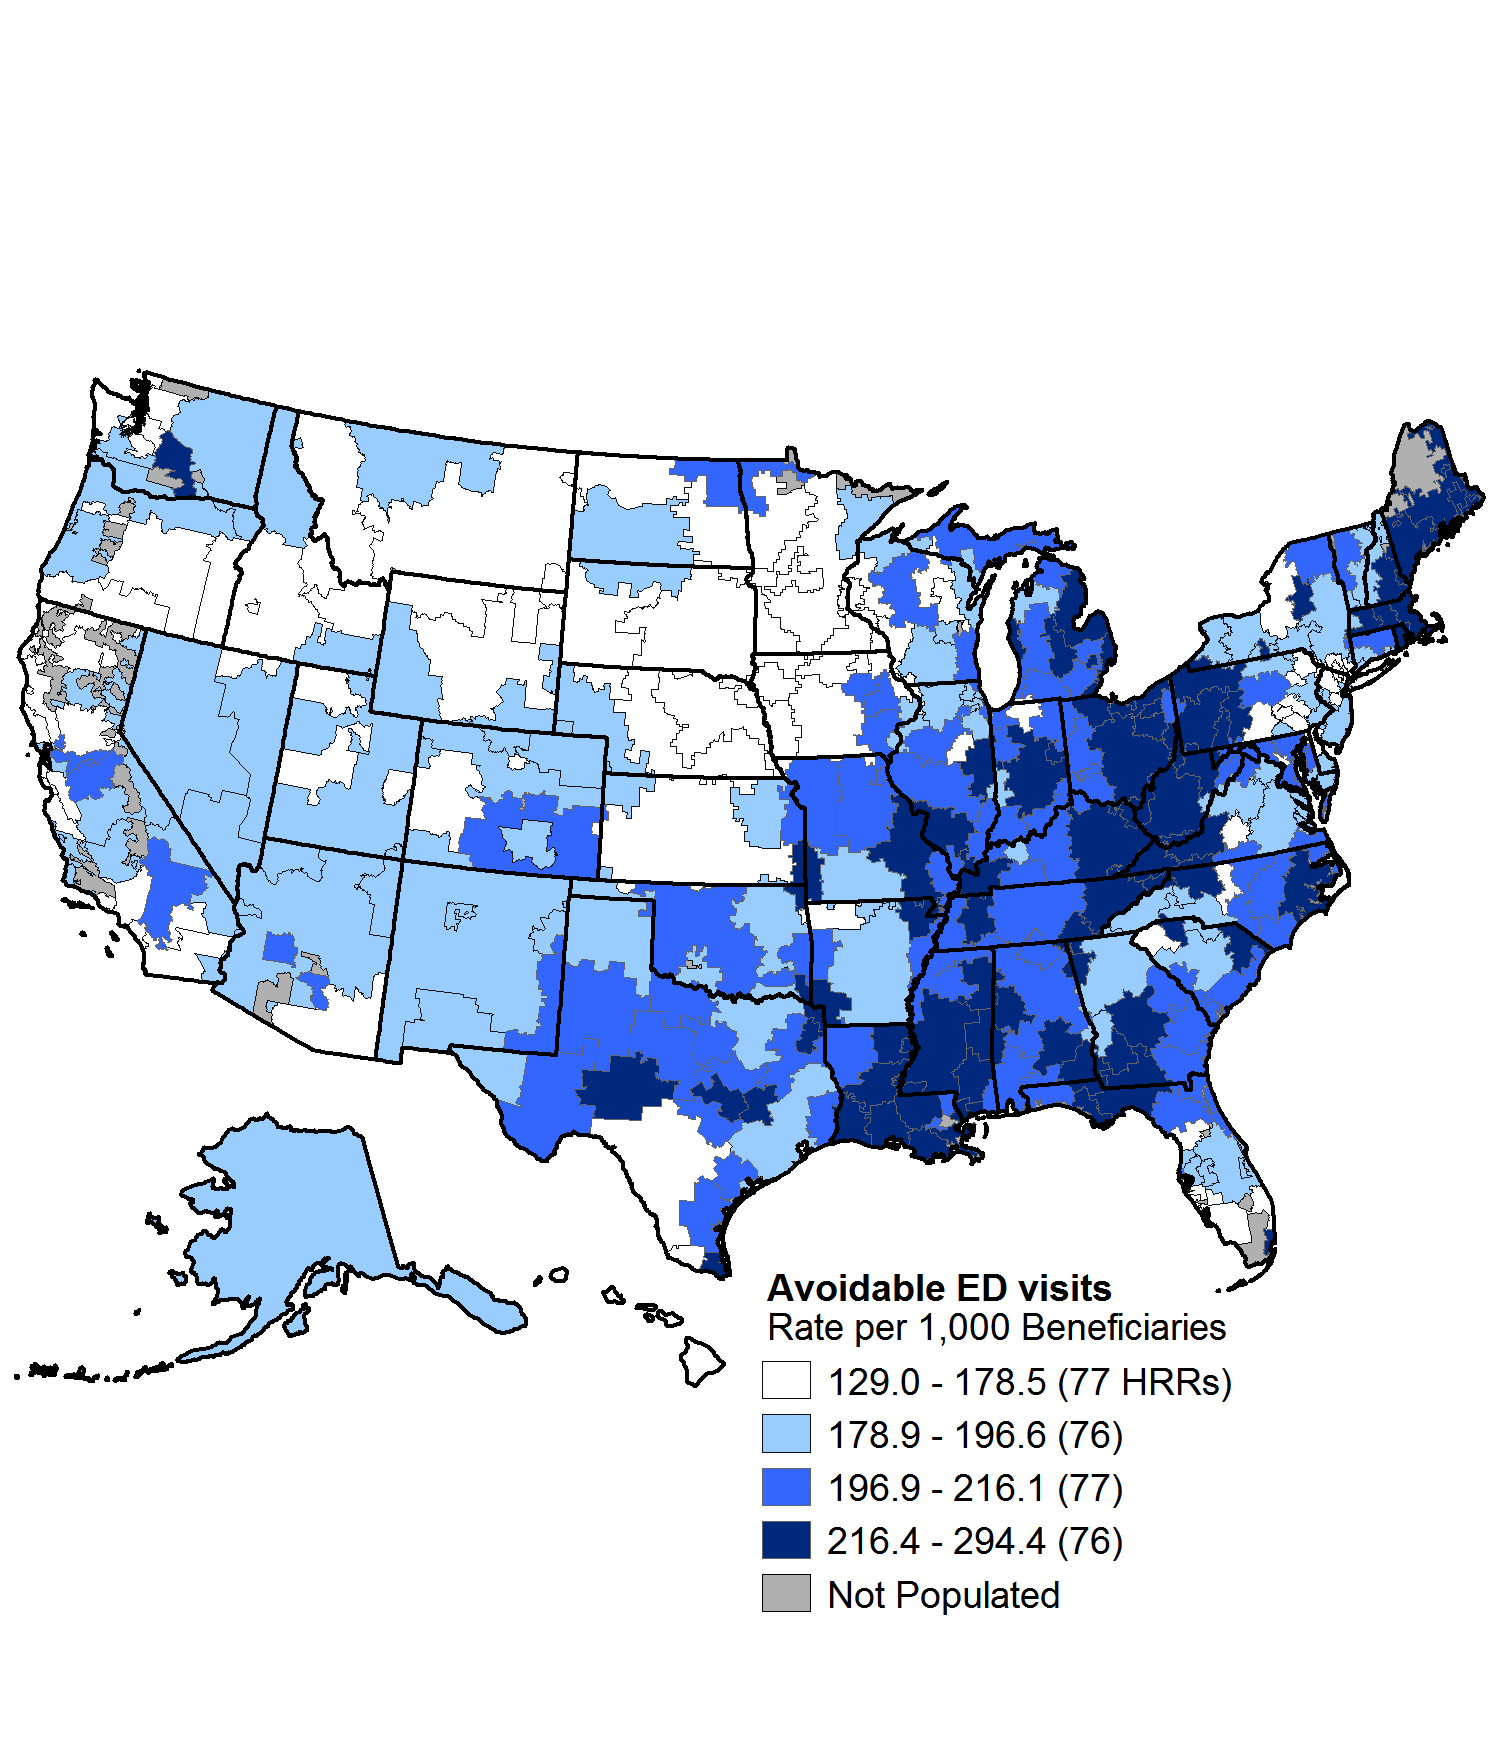 Avoidable ED visits
Rate per 1,000 Beneficiaries
129.0 - 178.5 (77 HRRs)
178.9 - 196.6 (76)
196.9 - 216.1 (77)
216.4 - 294.4 (76)
Not Populated